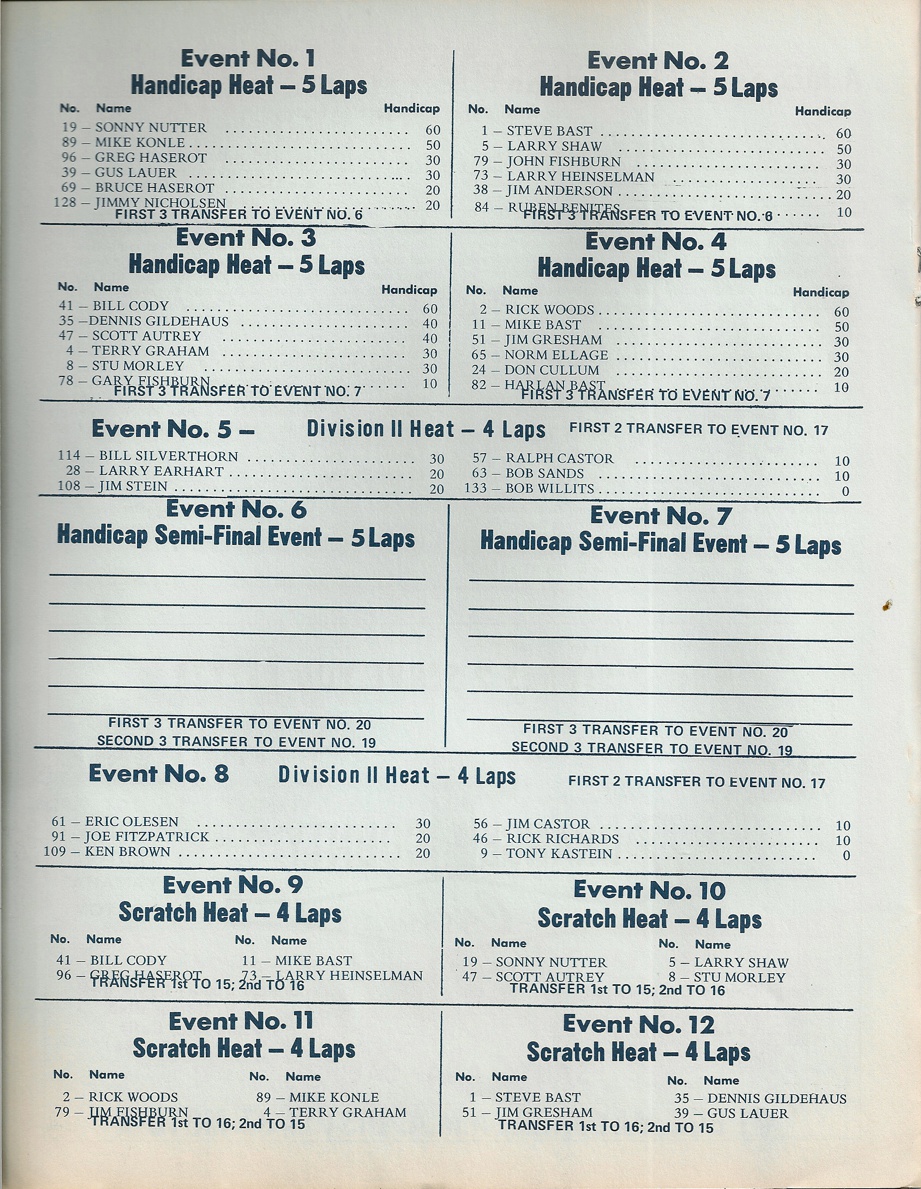 Event No. 1
Handicap Heat – 5 Laps
No. Name Handicap
19 – SONNY NUTTER .................... 60
89 – MIKE KONLE .................... 50
96 – GREG HASEROT .................... 30
39 – GUS LAUER .................... 30
69 – BRUCE HASEROT .................... 20
128 – JIMMY NICHOLSEN .................... 20
FIRST 3 TRANSFER TO EVENT NO. 6
Event No. 2
Handicap Heat – 5 Laps
No. Name Handicap
1 – STEVE BAST .................... 60
5 – LARRY SHAW .................... 50
79 – JOHN FISHBURN .................... 30
73 – LARRY HEINSELMAN .................... 30
38 – JIM ANDERSON .................... 20
84 – RUBEN BENITES .................... 10
FIRST 3 TRANSFER TO EVENT NO. 6
Event No. 3
Handicap Heat – 5 Laps
No. Name Handicap
41 – BILL CODY .................... 60
35 –DENNIS GILDEHAUS .................... 40
47 – SCOTT AUTREY .................... 40
4 – TERRY GRAHAM .................... 30
8 – STU MORLEY .................... 30
78 – GARY FISHBURN .................... 10
FIRST 3 TRANSFER TO EVENT NO. 7
Event No. 4
Handicap Heat – 5 Laps
No. Name Handicap
2 – RICK WOODS .................... 60
11 – MIKE BAST .................... 50
51 – JIM GRESHAM .................... 30
65 – NORM ELLAGE .................... 30
24 – DON CULLUM .................... 20
82 – HARLAN BAST .................... 10
FIRST 3 TRANSFER TO EVENT NO. 7
Event No. 5 – Division II Heat – 4 Laps FIRST 2 TRANSFER TO EVENT NO. 17
114 – BILL SILVERTHORN .................... 30
28 – LARRY EARHART .................... 20
108 – JIM STEIN .................... 20
57 – RALPH CASTOR .................... 10
63 – BOB SANDS .................... 10
133 – BOB WILLITS .................... 0
Event No. 6
Handicap Semi-Final Event – 5 Laps
FIRST 3 TRANSFER TO EVENT NO. 20
SECOND 3 TRANSFER TO EVENT NO. 19
Event No. 7
Handicap Semi-Final Event – 5 Laps
FIRST 3 TRANSFER TO EVENT NO. 20
SECOND 3 TRANSFER TO EVENT NO. 19
Event No. 8 Division II Heat – 4 Laps FIRST 2 TRANSFER TO EVENT NO. 17
61 – ERIC OLESEN .................... 30
91 – JOE FITZPATRICK .................... 20
109 – KEN BROWN .................... 20
56 – JIM CASTOR .................... 10
46 – RICK RICHARDS .................... 10
9 – TONY KASTEIN .................... 0
Event No. 9
Scratch Heat – 4 Laps
No. Name No. Name
41 – BILL CODY 11 – MIKE BAST
96 – GREG HASEROT 73 – LARRY HEINSELMAN
TRANSFER 1st TO 15; 2nd TO 16
Event No. 10
Scratch Heat – 4 Laps
No. Name No. Name
19 – SONNY NUTTER 5 – LARRY SHAW
47 – SCOTT AUTREY 8 – STU MORLEY
TRANSFER 1st TO 15; 2nd TO 16
Event No. 11
Scratch Heat – 4 Laps
No. Name No. Name
2 – RICK WOODS 89 – MIKE KONLE
79 – JIM FISHBURN 4 – TERRY GRAHAM
TRANSFER 1st TO 16; 2nd TO 15
Event No. 12
Scratch Heat – 4 Laps
No. Name No. Name
1 – STEVE BAST 35 – DENNIS GILDEHAUS
51 – JIM GRESHAM 39 – GUS LAUER
TRANSFER 1st TO 16; 2nd TO 15